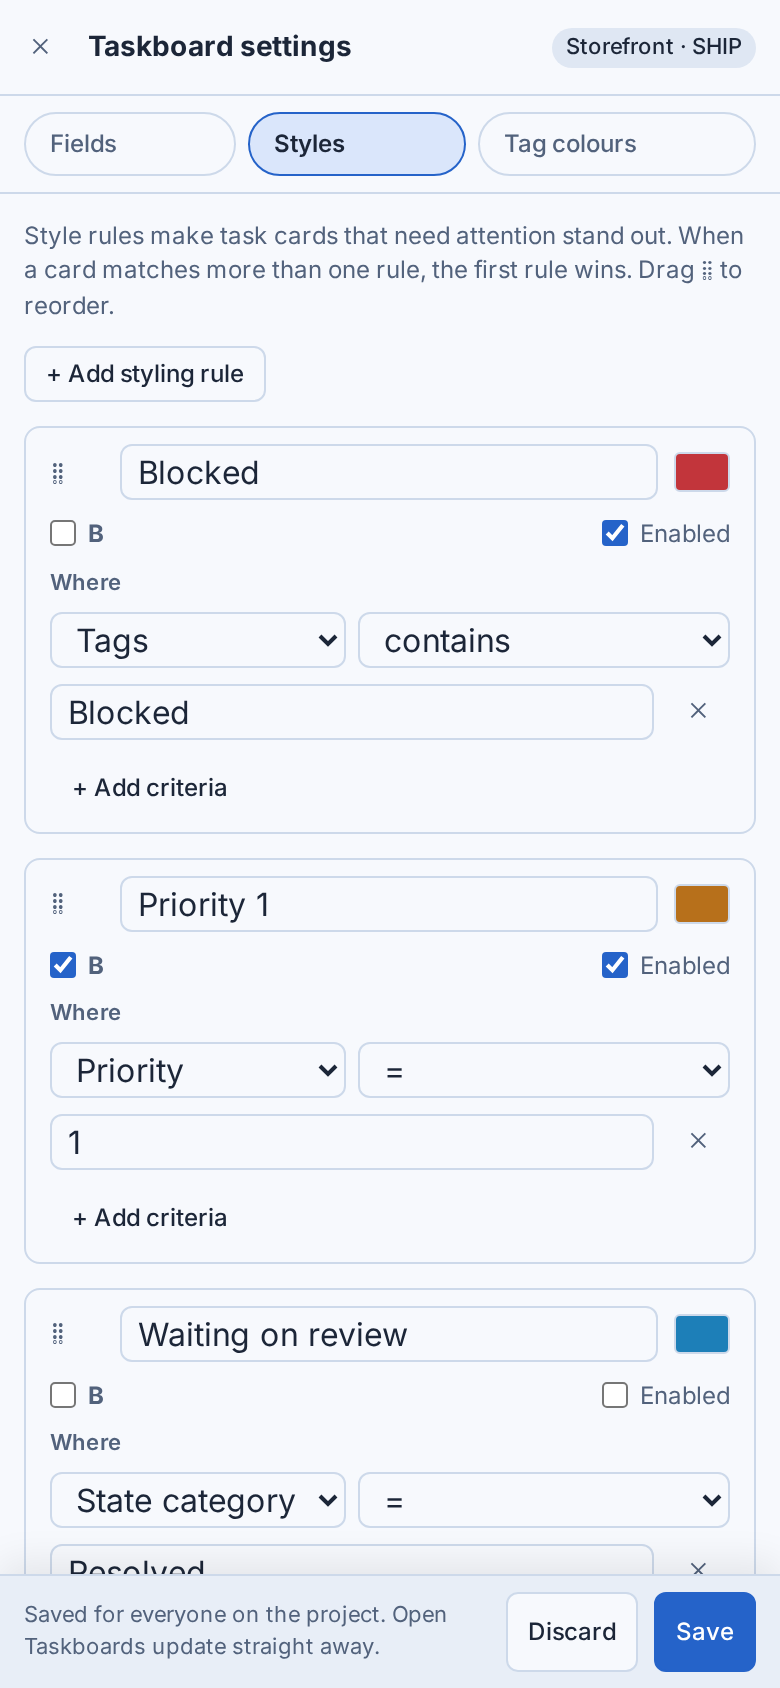 × Taskboard settings Storefront · SHIP
Fields Styles Tag colours
Style rules make task cards that need attention stand out. When
a card matches more than one rule, the first rule wins. Drag ⣿ to
reorder.
+ Add styling rule
Blocked
B Enabled
Where
Tags contains
Blocked ×
+ Add criteria
Priority 1
B Enabled
Where
Priority =
1 ×
+ Add criteria
Waiting on review
B Enabled
Where
State category =
Resolved ×
Saved for everyone on the project. Open
Taskboards update straight away.
Discard Save